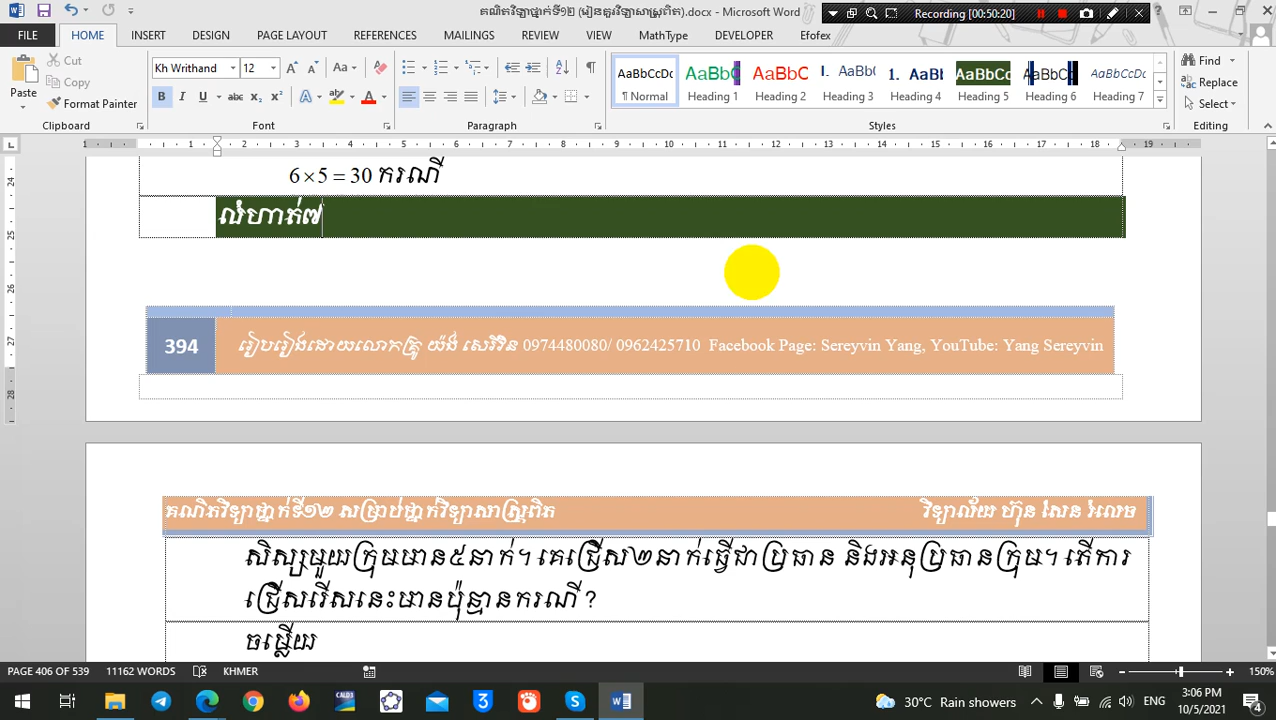 គណិតវិទ្យាថ្នាក់ទី១២ (រៀនគួរវិទ្យាសាស្ត្រពិត).docx - Microsoft Word
Recording [00:50:20]
FILE HOME INSERT DESIGN PAGE LAYOUT REFERENCES MAILINGS REVIEW VIEW MathType DEVELOPER Efofex
Cut
Copy
Format Painter
Paste
Clipboard
Kh Writhand 12
Font
Paragraph
AaBbCcDc AaBbC AaBbC I. AaBbC 1. AaBb AaBbCc AaBbCc AaBbCcDc
¶ Normal Heading 1 Heading 2 Heading 3 Heading 4 Heading 5 Heading 6 Heading 7
Styles
Find
Replace
Select
Editing
6 × 5 = 30 ករណី
លំហាត់៧
394 រៀបរៀងដោយលោកគ្រូ យ៉ង់ សេរីវិន 0974480080/ 0962425710 Facebook Page: Sereyvin Yang, YouTube: Yang Sereyvin
គណិតវិទ្យាថ្នាក់ទី១២ សម្រាប់ថ្នាក់វិទ្យាសាស្ត្រពិត វិទ្យាល័យ ហ៊ុន សែន រំលេម
សិស្សមួយក្រុមមាន៥នាក់។ គេជ្រើស២នាក់ធ្វើជាប្រធាន និងអនុប្រធានក្រុម។ តើការ
ជ្រើសរើសនេះមានប៉ុន្មានករណី?
ចម្លើយ
PAGE 406 OF 539 11162 WORDS KHMER 150%
30°C Rain showers ENG 3:06 PM
10/5/2021